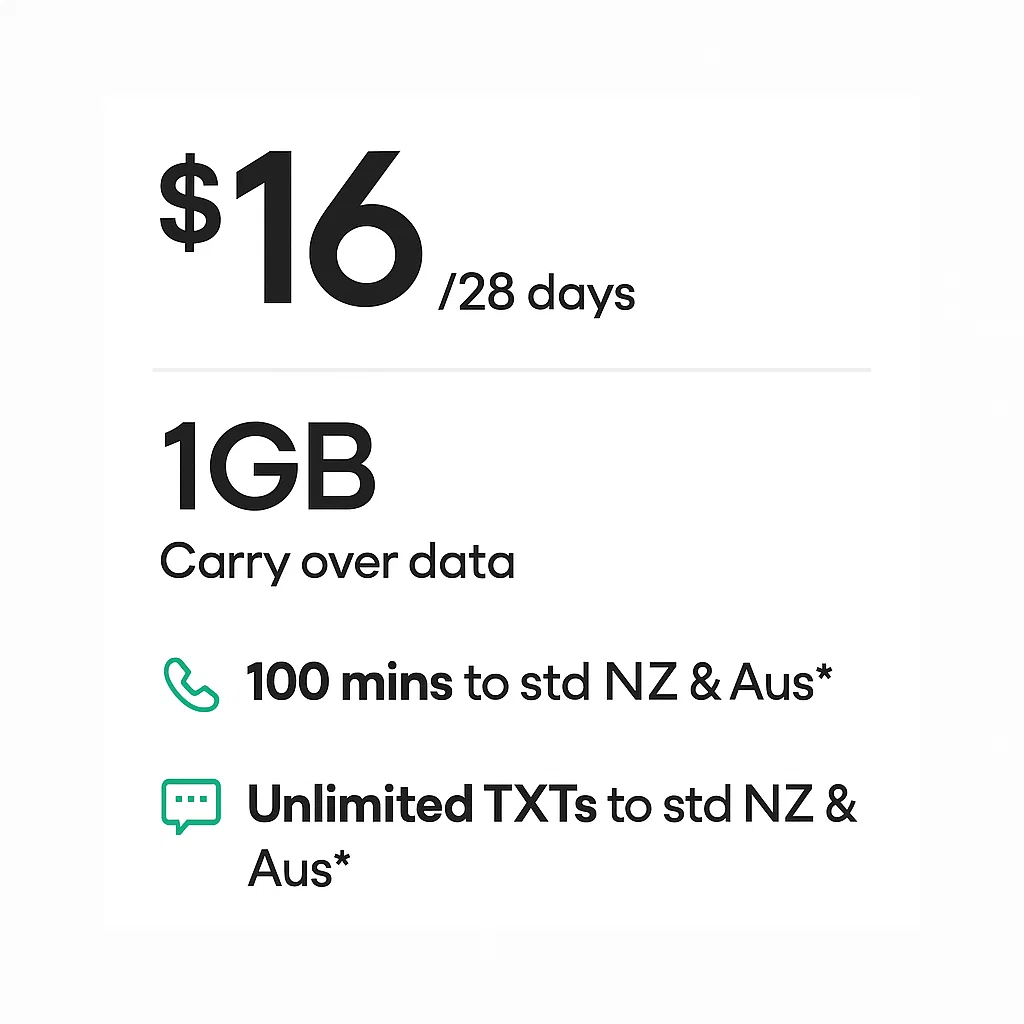 $16 /28 days
1GB
Carry over data
100 mins to std NZ & Aus*
Unlimited TXTs to std NZ &
Aus*